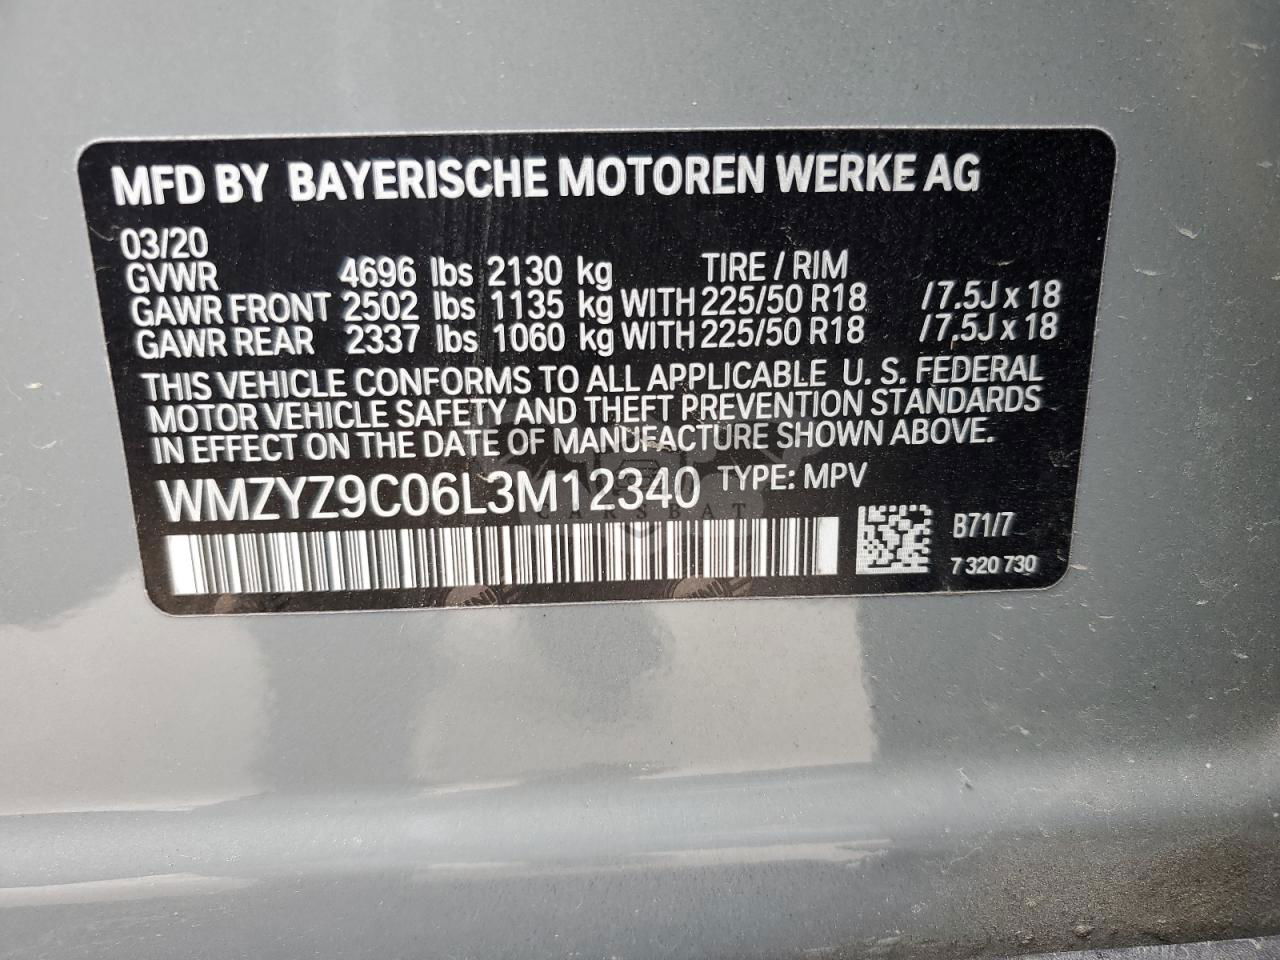 MFD BY BAYERISCHE MOTOREN WERKE AG
03/20
GVWR 4696 lbs 2130 kg TIRE / RIM
GAWR FRONT 2502 lbs 1135 kg WITH 225/50 R18 /7.5J x 18
GAWR REAR 2337 lbs 1060 kg WITH 225/50 R18 /7,5J x 18
THIS VEHICLE CONFORMS TO ALL APPLICABLE U. S. FEDERAL
MOTOR VEHICLE SAFETY AND THEFT PREVENTION STANDARDS
IN EFFECT ON THE DATE OF MANUFACTURE SHOWN ABOVE.
WMZYZ9C06L3M12340 TYPE: MPV
CARSBAT
B71/7
7 320 730